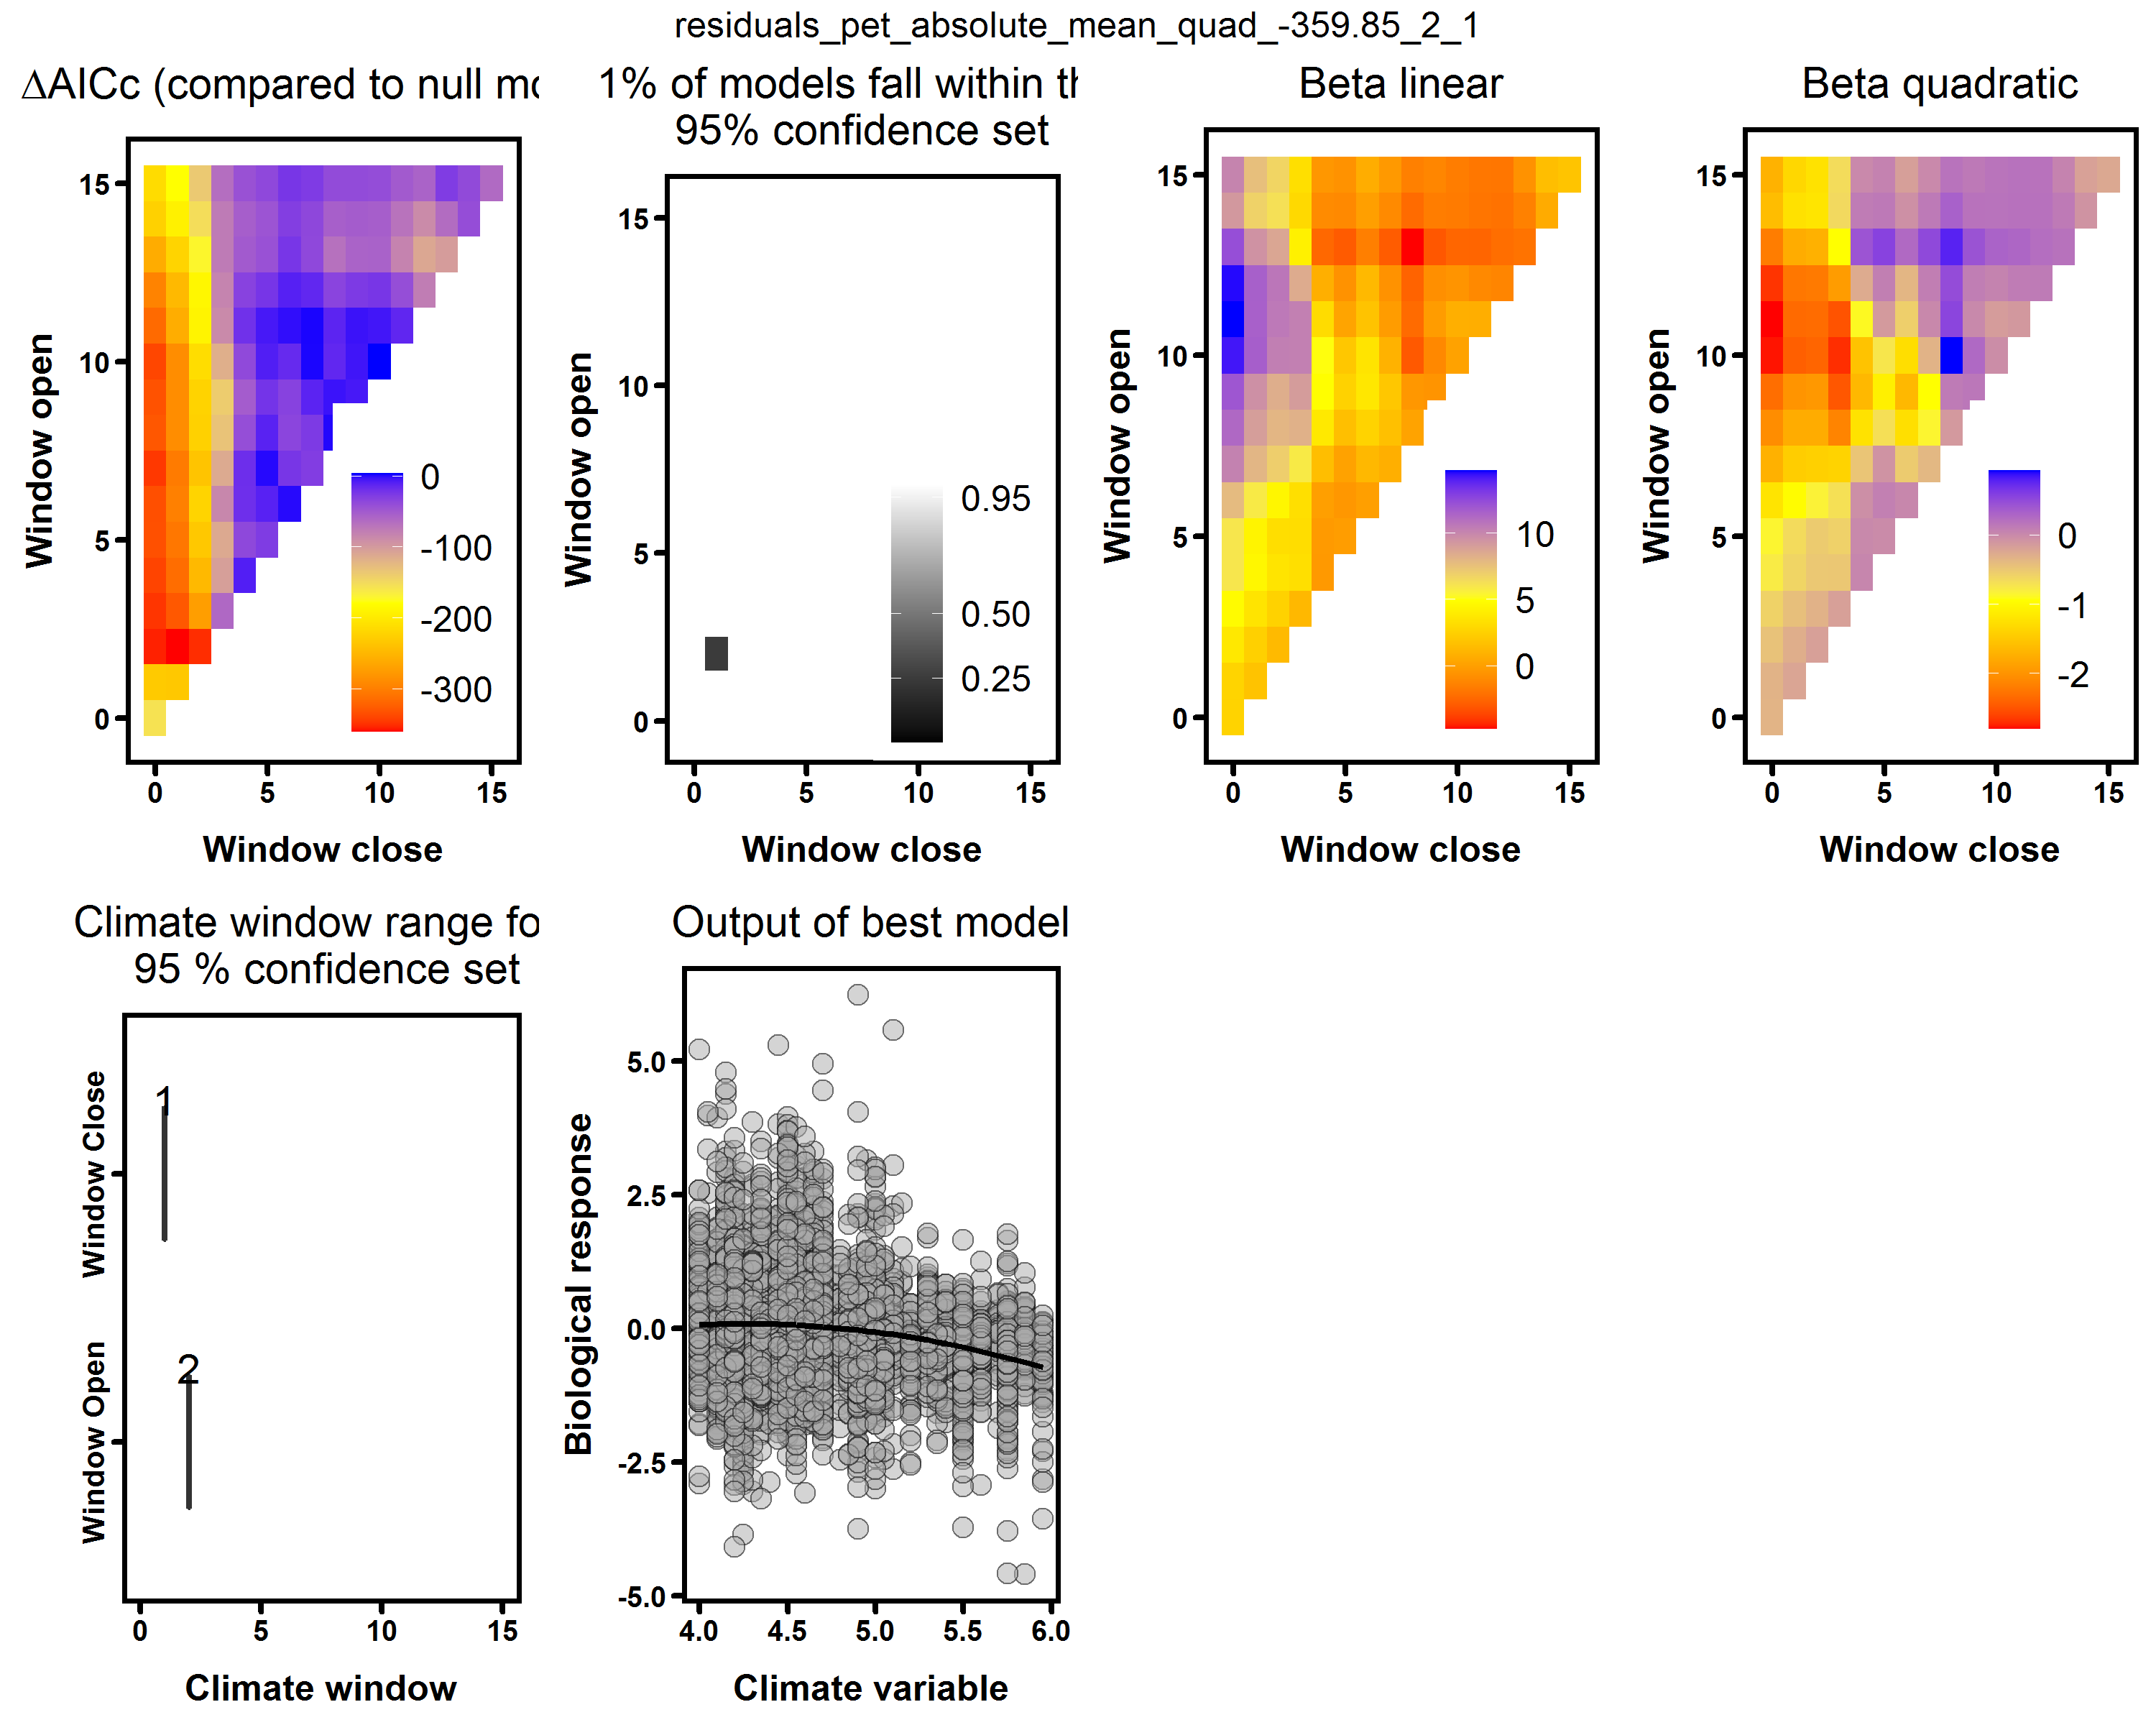 residuals_pet_absolute_mean_quad_-359.85_2_1
ΔAICc (compared to null mo
1% of models fall within th
95% confidence set
Beta linear
Beta quadratic
Window open
15
10
5
0
0
-100
-200
-300
0 5 10 15
Window close
Window open
15
10
5
0
0.95
0.50
0.25
0 5 10 15
Window close
Window open
15
10
5
0
10
5
0
0 5 10 15
Window close
Window open
15
10
5
0
0
-1
-2
0 5 10 15
Window close
Climate window range fo
95 % confidence set
Window Close
Window Open
1
2
0 5 10 15
Climate window
Output of best model
Biological response
5.0
2.5
0.0
-2.5
-5.0
4.0 4.5 5.0 5.5 6.0
Climate variable